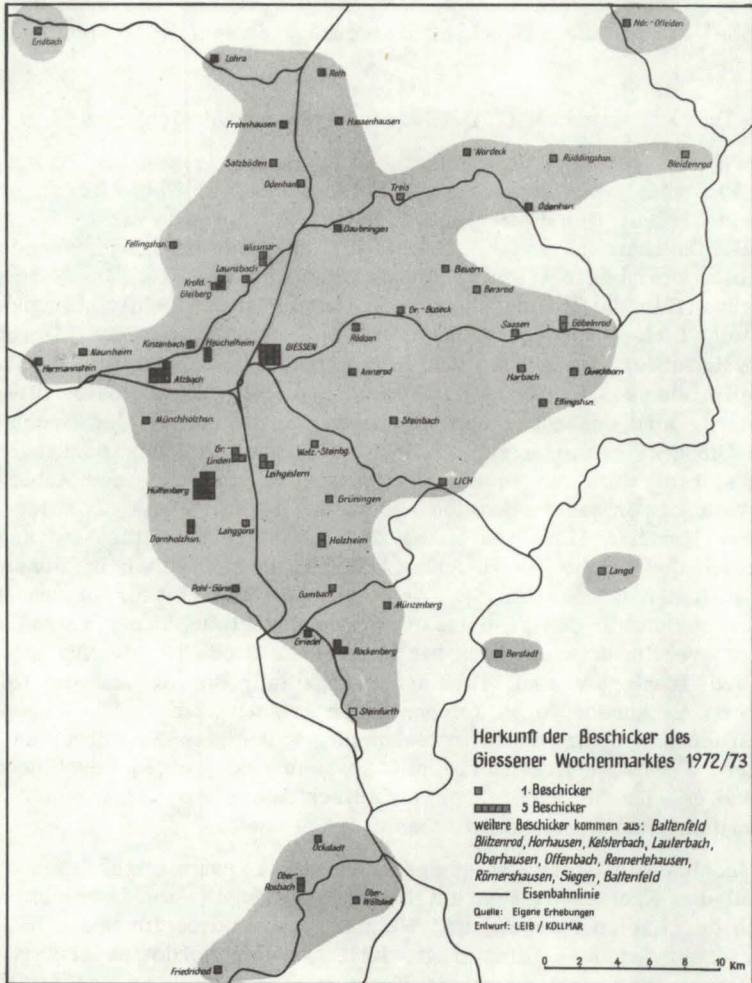 Endbach
Ndr.-Ofleiden
Lohra
Roth
Frohnhausen
Hassenhausen
Nordeck
Rüddingshsn.
Bleidenrod
Salzböden
Odenhsn
Treis
Odenhsn.
Daubringen
Fellingshsn.
Wissmar
Launsbach
Krofd.-
Gleiberg
Beuern
Bersrod
Gr.-Buseck
Göbelnrod
Saasen
Rödgen
Kinzenbach
Heuchelheim
GIESSEN
Naunheim
Hermannstein
Atzbach
Annerod
Harbach
Queckborn
Ettingshsn.
Münchholzhsn.
Steinbach
Gr.-
Linden
Watz.-Steinbg.
Leihgestern
LICH
Hüttenberg
Grüningen
Dornholzhsn.
Langgöns
Holzheim
Pohl-Göns
Gambach
Münzenberg
Langd
Griedel
Rockenberg
Berstadt
Steinfurth
Herkunft der Beschicker des
Giessener Wochenmarktes 1972/73
1 Beschicker
5 Beschicker
weitere Beschicker kommen aus: Battenfeld
Blitzenrod, Horhausen, Kelsterbach, Lauterbach,
Oberhausen, Offenbach, Rennertehausen,
Römershausen, Siegen, Battenfeld
Eisenbahnlinie
Quelle: Eigene Erhebungen
Entwurf: LEIB / KOLLMAR
0 2 4 6 8 10 Km
Ockstadt
Ober-
Rosbach
Ober-
Wöllstadt
Friedrichsd